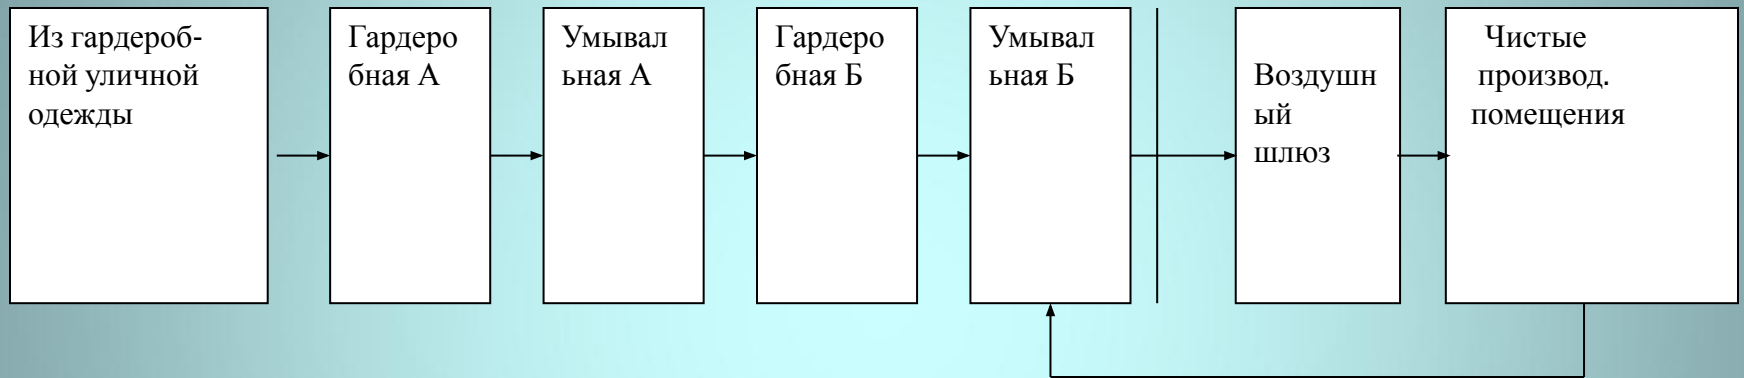 Из гардероб-
ной уличной
одежды
Гардеро
бная А
Умывал
ьная А
Гардеро
бная Б
Умывал
ьная Б
Воздушн
ый
шлюз
Чистые
производ.
помещения